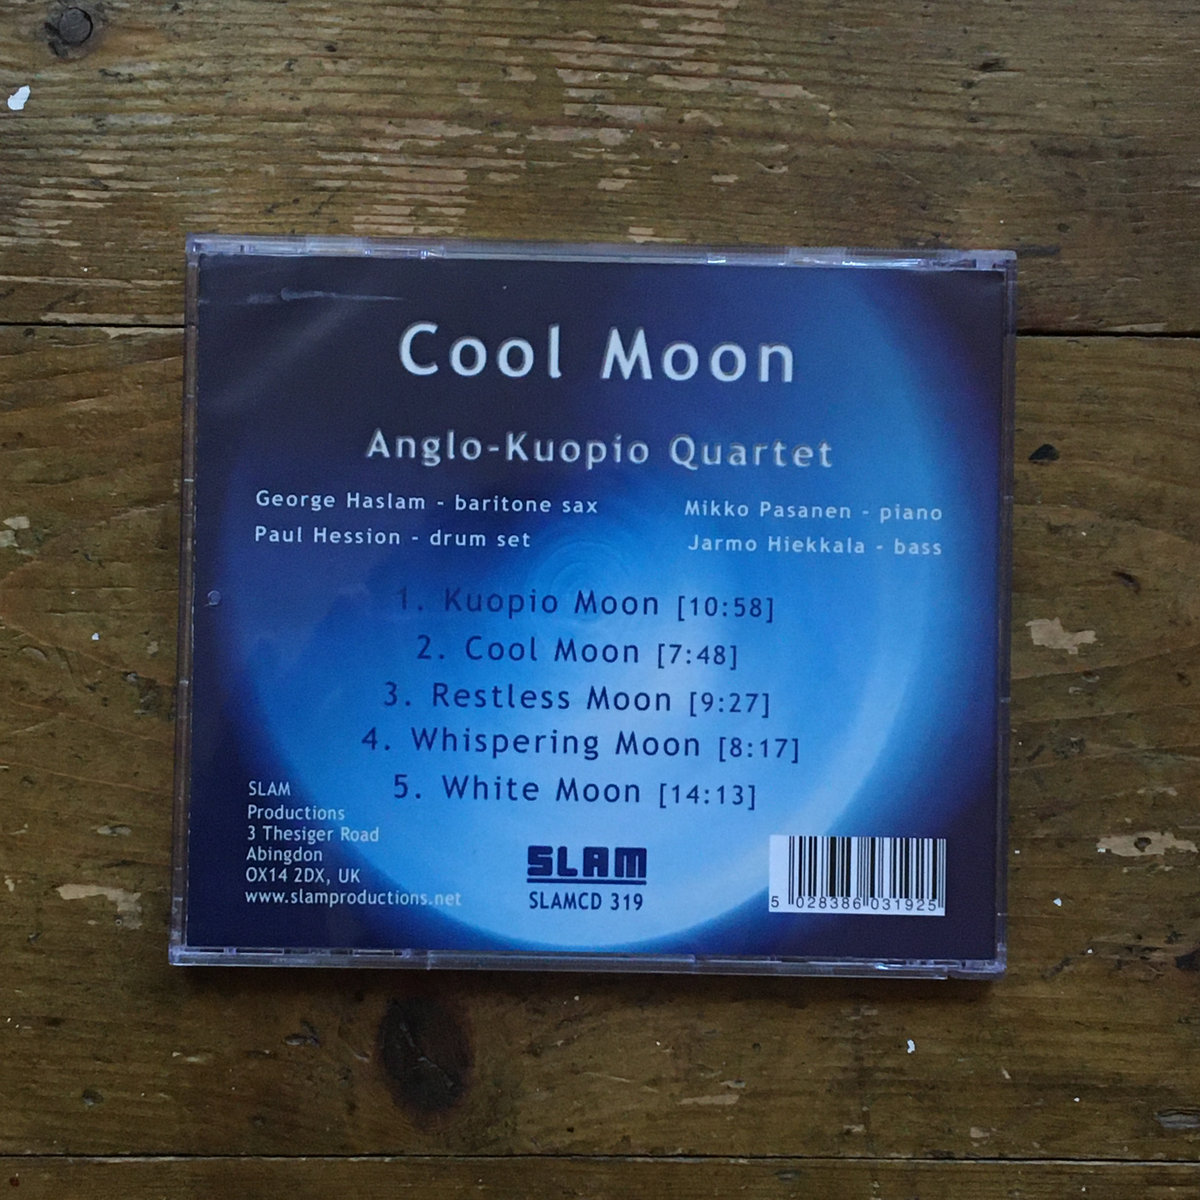 Cool Moon
Anglo-Kuopio Quartet
George Haslam - baritone sax
Mikko Pasanen - piano
Paul Hession - drum set
Jarmo Hiekkala - bass
1. Kuopio Moon [10:58]
2. Cool Moon [7:48]
3. Restless Moon [9:27]
4. Whispering Moon [8:17]
5. White Moon [14:13]
SLAM
Productions
3 Thesiger Road
Abingdon
OX14 2DX, UK
www.slamproductions.net
SLAM
SLAMCD 319
5 028386 031925